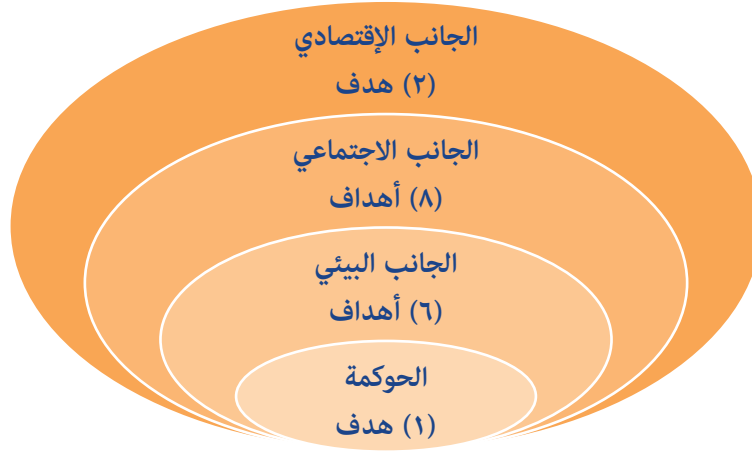 الجانب الإقتصادي
(٢) هدف
الجانب الاجتماعي
(٨) أهداف
الجانب البيئي
(٦) أهداف
الحوكمة
(١) هدف